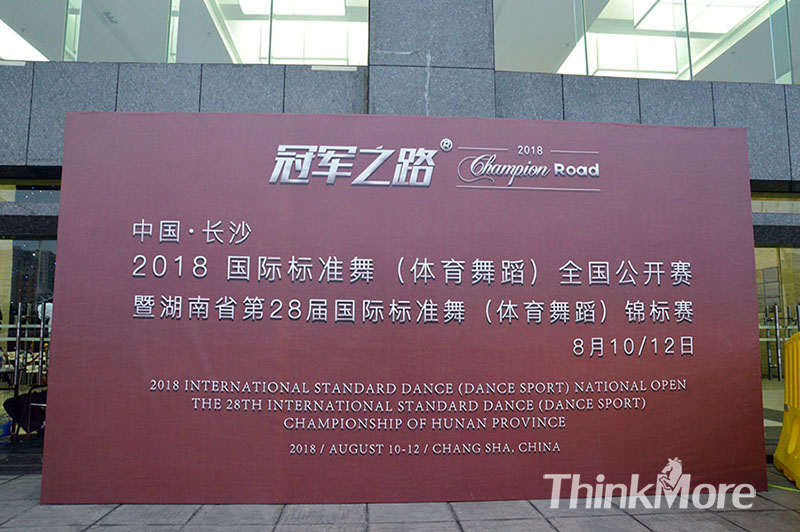 冠军之路®
2018
Champion Road
中国·长沙
2018 国际标准舞（体育舞蹈）全国公开赛
暨湖南省第28届国际标准舞（体育舞蹈）锦标赛
8月10/12日
2018 INTERNATIONAL STANDARD DANCE (DANCE SPORT) NATIONAL OPEN
THE 28TH INTERNATIONAL STANDARD DANCE (DANCE SPORT)
CHAMPIONSHIP OF HUNAN PROVINCE
2018 / AUGUST 10-12 / CHANG SHA, CHINA
ThinkMore